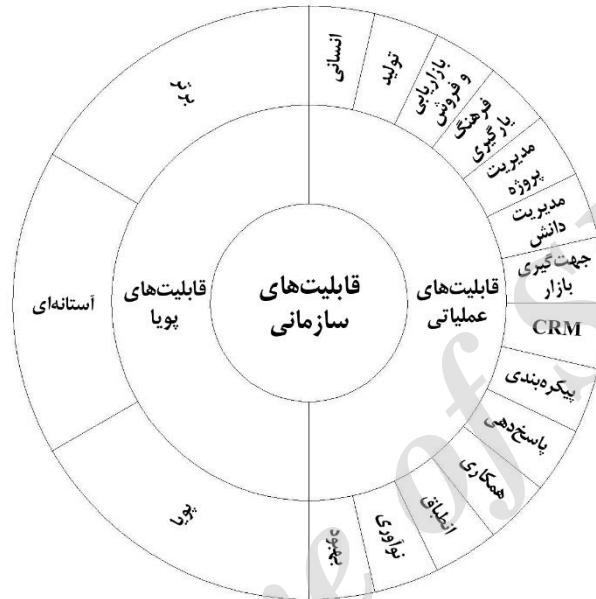 قابلیت‌های
سازمانی
قابلیت‌های
عملیاتی
انسانی
تولید
بازاریابی
و فروش
فرهنگ
یارگیری
مدیریت
پروژه
مدیریت
دانش
جهت‌گیری
بازار
CRM
پیکره‌بندی
پاسخ‌دهی
همکاری
انطباق
نوآوری
بهبود
قابلیت‌های
پویا
برتر
آستانه‌ای
پویا